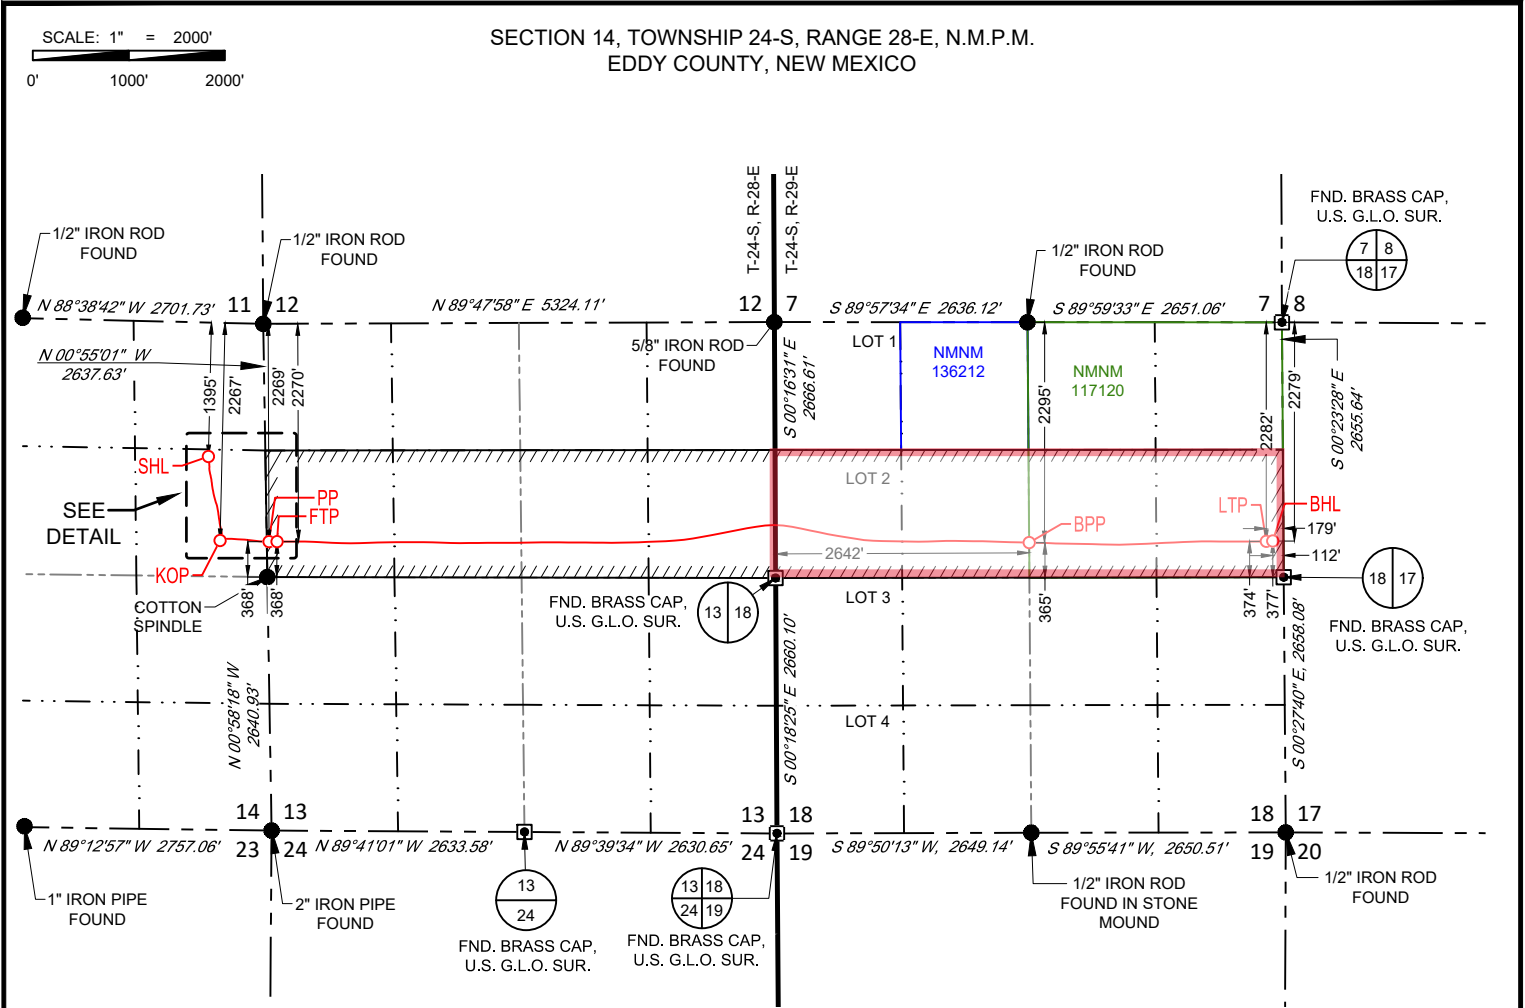 SCALE: 1" = 2000'
0' 1000' 2000'
SECTION 14, TOWNSHIP 24-S, RANGE 28-E, N.M.P.M.
EDDY COUNTY, NEW MEXICO
T-24-S, R-28-E
T-24-S, R-29-E
FND. BRASS CAP,
U.S. G.L.O. SUR.
7 8
18 17
1/2" IRON ROD
FOUND
1/2" IRON ROD
FOUND
1/2" IRON ROD
FOUND
N 88°38'42" W 2701.73'
11 12
N 89°47'58" E 5324.11'
12 7
S 89°57'34" E 2636.12'
S 89°59'33" E 2651.06'
7 8
5/8" IRON ROD
FOUND
LOT 1
NMNM
136212
NMNM
117120
N 00°55'01" W
2637.63'
1395'
2267'
2269'
2270'
S 00°16'31" E
2666.61'
2295'
2282'
2279'
S 00°23'28" E
2655.64'
SHL
SEE
DETAIL
KOP
PP
FTP
LOT 2
BPP
2642'
LTP
BHL
179'
112'
COTTON
SPINDLE
368'
368'
FND. BRASS CAP,
U.S. G.L.O. SUR.
13 18
LOT 3
365'
374'
377'
18 17
FND. BRASS CAP,
U.S. G.L.O. SUR.
N 00°58'18" W
2640.93'
S 00°18'25" E 2660.10'
S 00°27'40" E, 2658.08'
LOT 4
14 13
23 24
13 18
24 19
18 17
19 20
N 89°12'57" W 2757.06'
N 89°41'01" W 2633.58'
N 89°39'34" W 2630.65'
S 89°50'13" W, 2649.14'
S 89°55'41" W, 2650.51'
1" IRON PIPE
FOUND
2" IRON PIPE
FOUND
13
24
FND. BRASS CAP,
U.S. G.L.O. SUR.
13 18
24 19
FND. BRASS CAP,
U.S. G.L.O. SUR.
1/2" IRON ROD
FOUND IN STONE
MOUND
1/2" IRON ROD
FOUND